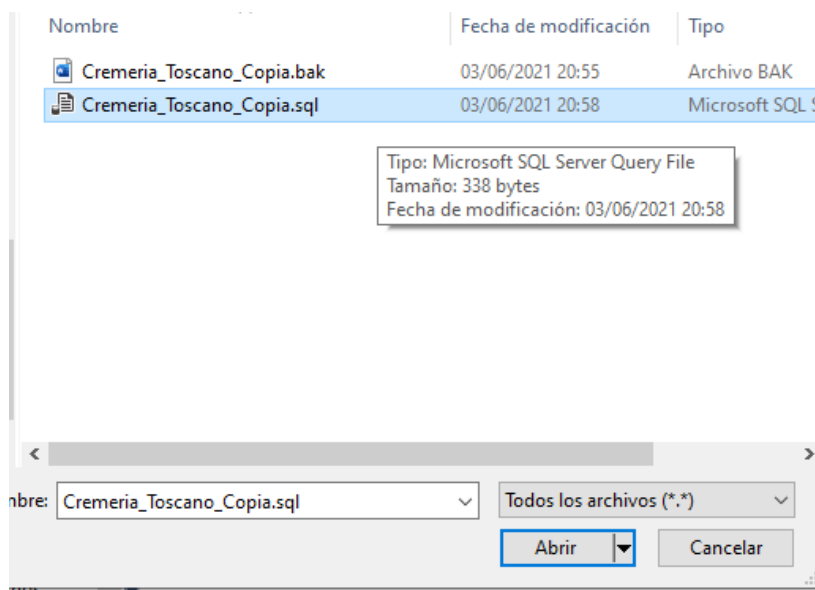 Nombre Fecha de modificación Tipo
Cremeria_Toscano_Copia.bak 03/06/2021 20:55 Archivo BAK
Cremeria_Toscano_Copia.sql 03/06/2021 20:58 Microsoft SQL
Tipo: Microsoft SQL Server Query File
Tamaño: 338 bytes
Fecha de modificación: 03/06/2021 20:58
mbre: Cremeria_Toscano_Copia.sql Todos los archivos (*.*)
Abrir Cancelar